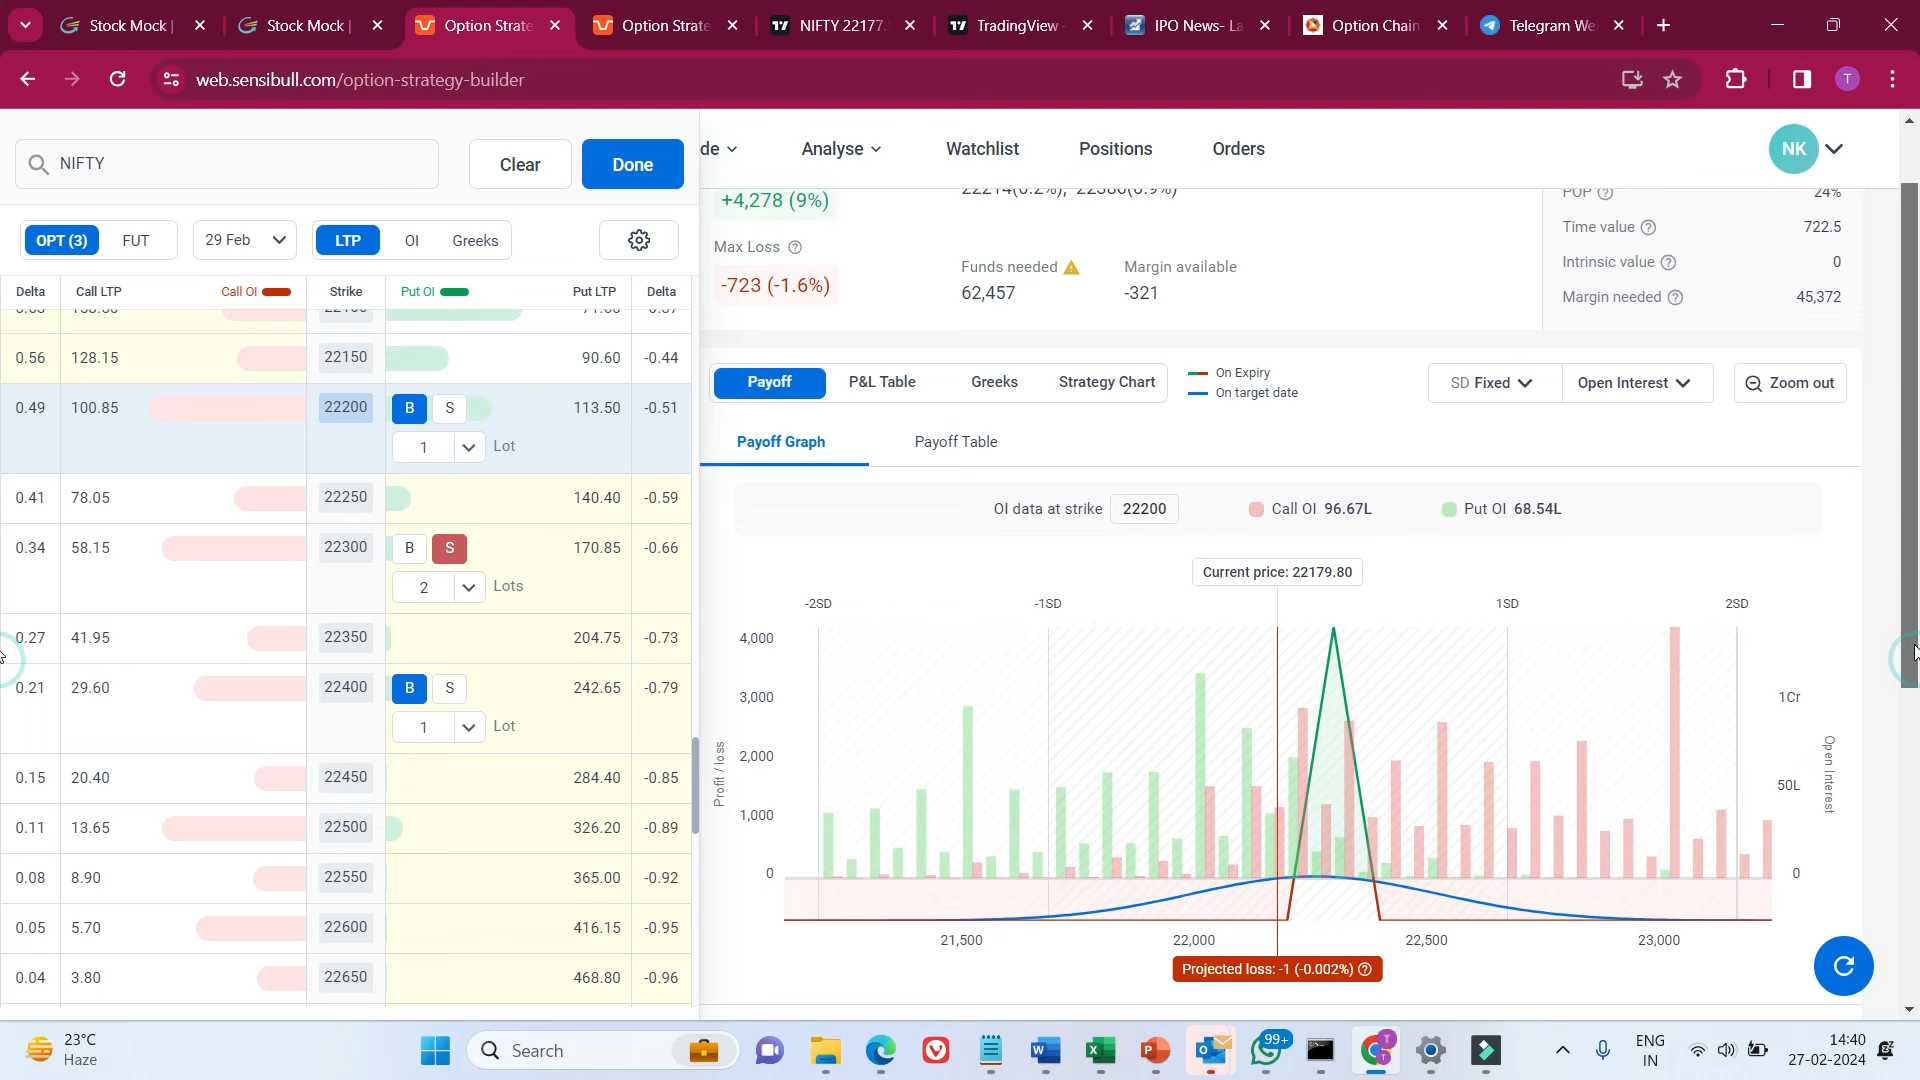 Stock Mock |
Stock Mock |
Option Strate
Option Strate
NIFTY 22177.
TradingView -
IPO News- La
Option Chain
Telegram We
web.sensibull.com/option-strategy-builder
T
NIFTY
Clear
Done
de
Analyse
Watchlist
Positions
Orders
NK
OPT (3)
FUT
29 Feb
LTP
OI
Greeks
Delta Call LTP Call OI Strike Put OI Put LTP Delta
0.56 128.15 22150 90.60 -0.44
0.49 100.85 22200 B S 113.50 -0.51
1 Lot
0.41 78.05 22250 140.40 -0.59
0.34 58.15 22300 B S 170.85 -0.66
2 Lots
0.27 41.95 22350 204.75 -0.73
0.21 29.60 22400 B S 242.65 -0.79
1 Lot
0.15 20.40 22450 284.40 -0.85
0.11 13.65 22500 326.20 -0.89
0.08 8.90 22550 365.00 -0.92
0.05 5.70 22600 416.15 -0.95
0.04 3.80 22650 468.80 -0.96
+4,278 (9%)
Max Loss
-723 (-1.6%)
Funds needed
62,457
Margin available
-321
POP 24%
Time value 722.5
Intrinsic value 0
Margin needed 45,372
Payoff
P&L Table
Greeks
Strategy Chart
On Expiry
On target date
SD Fixed
Open Interest
Zoom out
Payoff Graph
Payoff Table
OI data at strike 22200 Call OI 96.67L Put OI 68.54L
Current price: 22179.80
-2SD -1SD 1SD 2SD
4,000
3,000
2,000
1,000
0
Profit / loss
1Cr
50L
0
Open Interest
21,500 22,000 22,500 23,000
Projected loss: -1 (-0.002%)
23°C
Haze
Search
99+
ENG
IN
14:40
27-02-2024